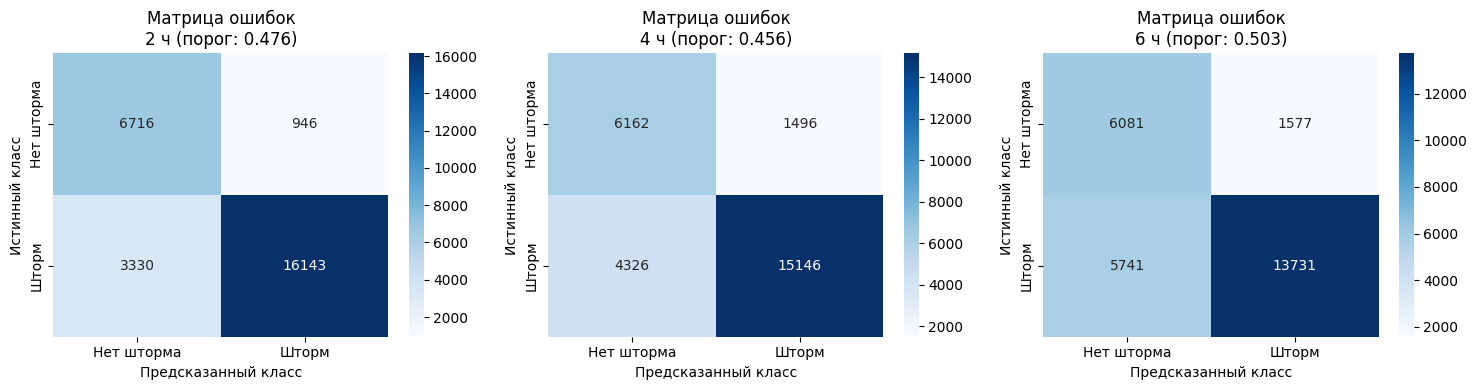 Матрица ошибок
2 ч (порог: 0.476)
Истинный класс
Нет шторма
Шторм
6716
946
3330
16143
Нет шторма
Шторм
Предсказанный класс
16000
14000
12000
10000
8000
6000
4000
2000
Матрица ошибок
4 ч (порог: 0.456)
Истинный класс
Нет шторма
Шторм
6162
1496
4326
15146
Нет шторма
Шторм
Предсказанный класс
14000
12000
10000
8000
6000
4000
2000
Матрица ошибок
6 ч (порог: 0.503)
Истинный класс
Нет шторма
Шторм
6081
1577
5741
13731
Нет шторма
Шторм
Предсказанный класс
12000
10000
8000
6000
4000
2000